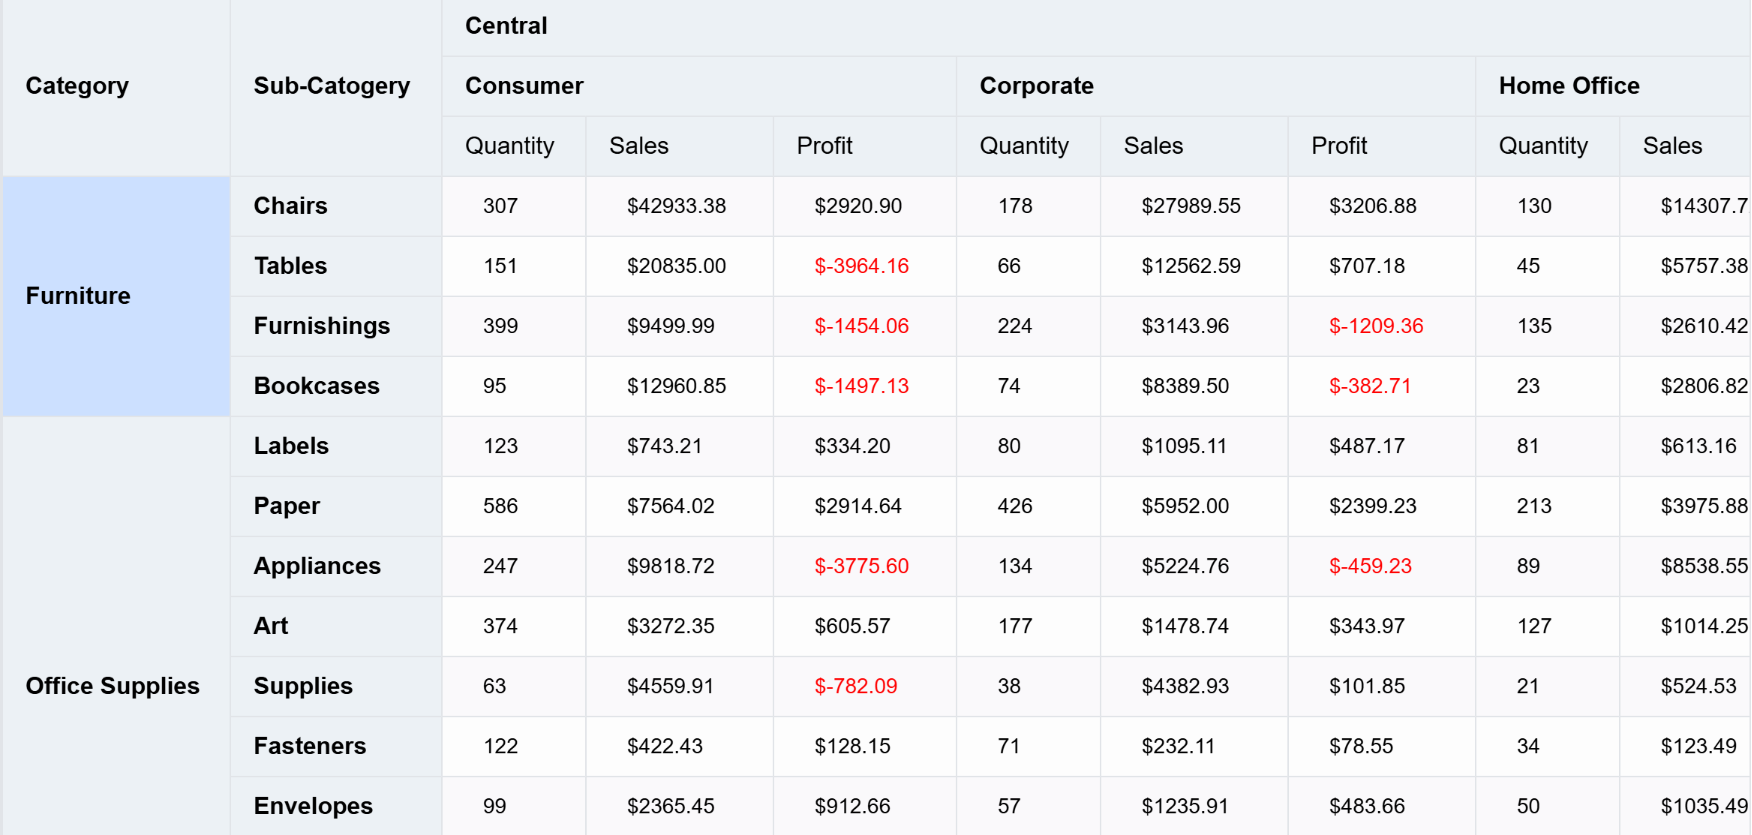 Central
Category Sub-Catogery Consumer Corporate Home Office
Quantity Sales Profit Quantity Sales Profit Quantity Sales
Furniture
Chairs 307 $42933.38 $2920.90 178 $27989.55 $3206.88 130 $14307.7
Tables 151 $20835.00 $-3964.16 66 $12562.59 $707.18 45 $5757.38
Furnishings 399 $9499.99 $-1454.06 224 $3143.96 $-1209.36 135 $2610.42
Bookcases 95 $12960.85 $-1497.13 74 $8389.50 $-382.71 23 $2806.82
Office Supplies
Labels 123 $743.21 $334.20 80 $1095.11 $487.17 81 $613.16
Paper 586 $7564.02 $2914.64 426 $5952.00 $2399.23 213 $3975.88
Appliances 247 $9818.72 $-3775.60 134 $5224.76 $-459.23 89 $8538.55
Art 374 $3272.35 $605.57 177 $1478.74 $343.97 127 $1014.25
Supplies 63 $4559.91 $-782.09 38 $4382.93 $101.85 21 $524.53
Fasteners 122 $422.43 $128.15 71 $232.11 $78.55 34 $123.49
Envelopes 99 $2365.45 $912.66 57 $1235.91 $483.66 50 $1035.49